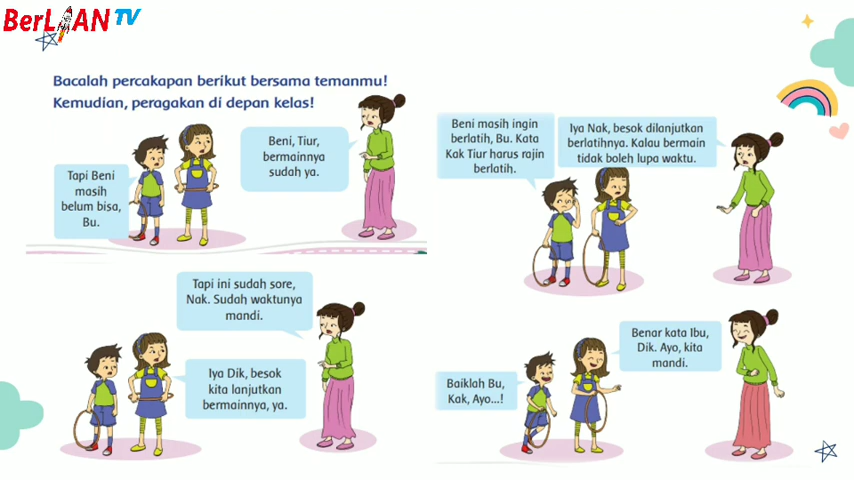 BerLIAN TV
Bacalah percakapan berikut bersama temanmu!
Kemudian, peragakan di depan kelas!
Beni, Tiur,
bermainnya
sudah ya.
Tapi Beni
masih
belum bisa,
Bu.
Beni masih ingin
berlatih, Bu. Kata
Kak Tiur harus rajin
berlatih.
Iya Nak, besok dilanjutkan
berlatihnya. Kalau bermain
tidak boleh lupa waktu.
Tapi ini sudah sore,
Nak. Sudah waktunya
mandi.
Iya Dik, besok
kita lanjutkan
bermainnya, ya.
Benar kata Ibu,
Dik. Ayo, kita
mandi.
Baiklah Bu,
Kak, Ayo...!